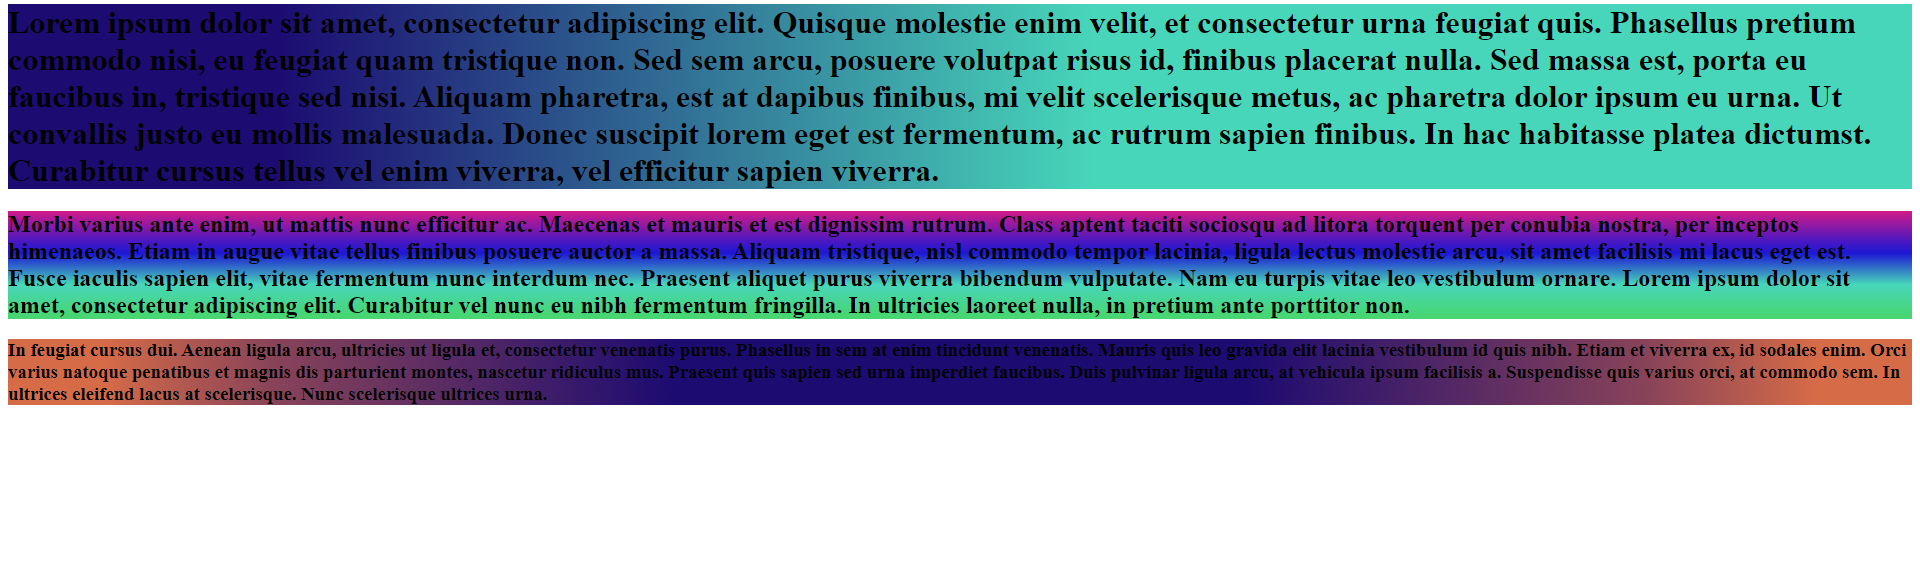 Lorem ipsum dolor sit amet, consectetur adipiscing elit. Quisque molestie enim velit, et consectetur urna feugiat quis. Phasellus pretium
commodo nisi, eu feugiat quam tristique non. Sed sem arcu, posuere volutpat risus id, finibus placerat nulla. Sed massa est, porta eu
faucibus in, tristique sed nisi. Aliquam pharetra, est at dapibus finibus, mi velit scelerisque metus, ac pharetra dolor ipsum eu urna. Ut
convallis justo eu mollis malesuada. Donec suscipit lorem eget est fermentum, ac rutrum sapien finibus. In hac habitasse platea dictumst.
Curabitur cursus tellus vel enim viverra, vel efficitur sapien viverra.
Morbi varius ante enim, ut mattis nunc efficitur ac. Maecenas et mauris et est dignissim rutrum. Class aptent taciti sociosqu ad litora torquent per conubia nostra, per inceptos
himenaeos. Etiam in augue vitae tellus finibus posuere auctor a massa. Aliquam tristique, nisl commodo tempor lacinia, ligula lectus molestie arcu, sit amet facilisis mi lacus eget est.
Fusce iaculis sapien elit, vitae fermentum nunc interdum nec. Praesent aliquet purus viverra bibendum vulputate. Nam eu turpis vitae leo vestibulum ornare. Lorem ipsum dolor sit
amet, consectetur adipiscing elit. Curabitur vel nunc eu nibh fermentum fringilla. In ultricies laoreet nulla, in pretium ante porttitor non.
In feugiat cursus dui. Aenean ligula arcu, ultricies ut ligula et, consectetur venenatis purus. Phasellus in sem at enim tincidunt venenatis. Mauris quis leo gravida elit lacinia vestibulum id quis nibh. Etiam et viverra ex, id sodales enim. Orci
varius natoque penatibus et magnis dis parturient montes, nascetur ridiculus mus. Praesent quis sapien sed urna imperdiet faucibus. Duis pulvinar ligula arcu, at vehicula ipsum facilisis a. Suspendisse quis varius orci, at commodo sem. In
ultrices eleifend lacus at scelerisque. Nunc scelerisque ultrices urna.